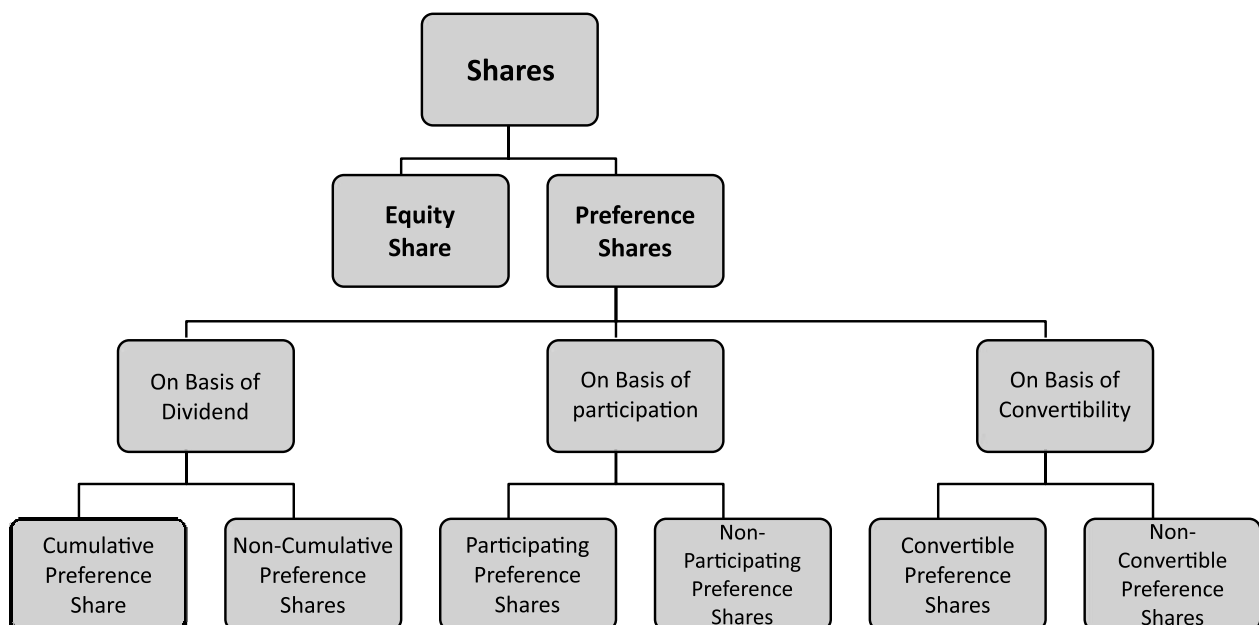 Shares
Equity
Share
Preference
Shares
On Basis of
Dividend
On Basis of
participation
On Basis of
Convertibility
Cumulative
Preference
Share
Non-Cumulative
Preference
Shares
Participating
Preference
Shares
Non-
Participating
Preference
Shares
Convertible
Preference
Shares
Non-
Convertible
Preference
Shares